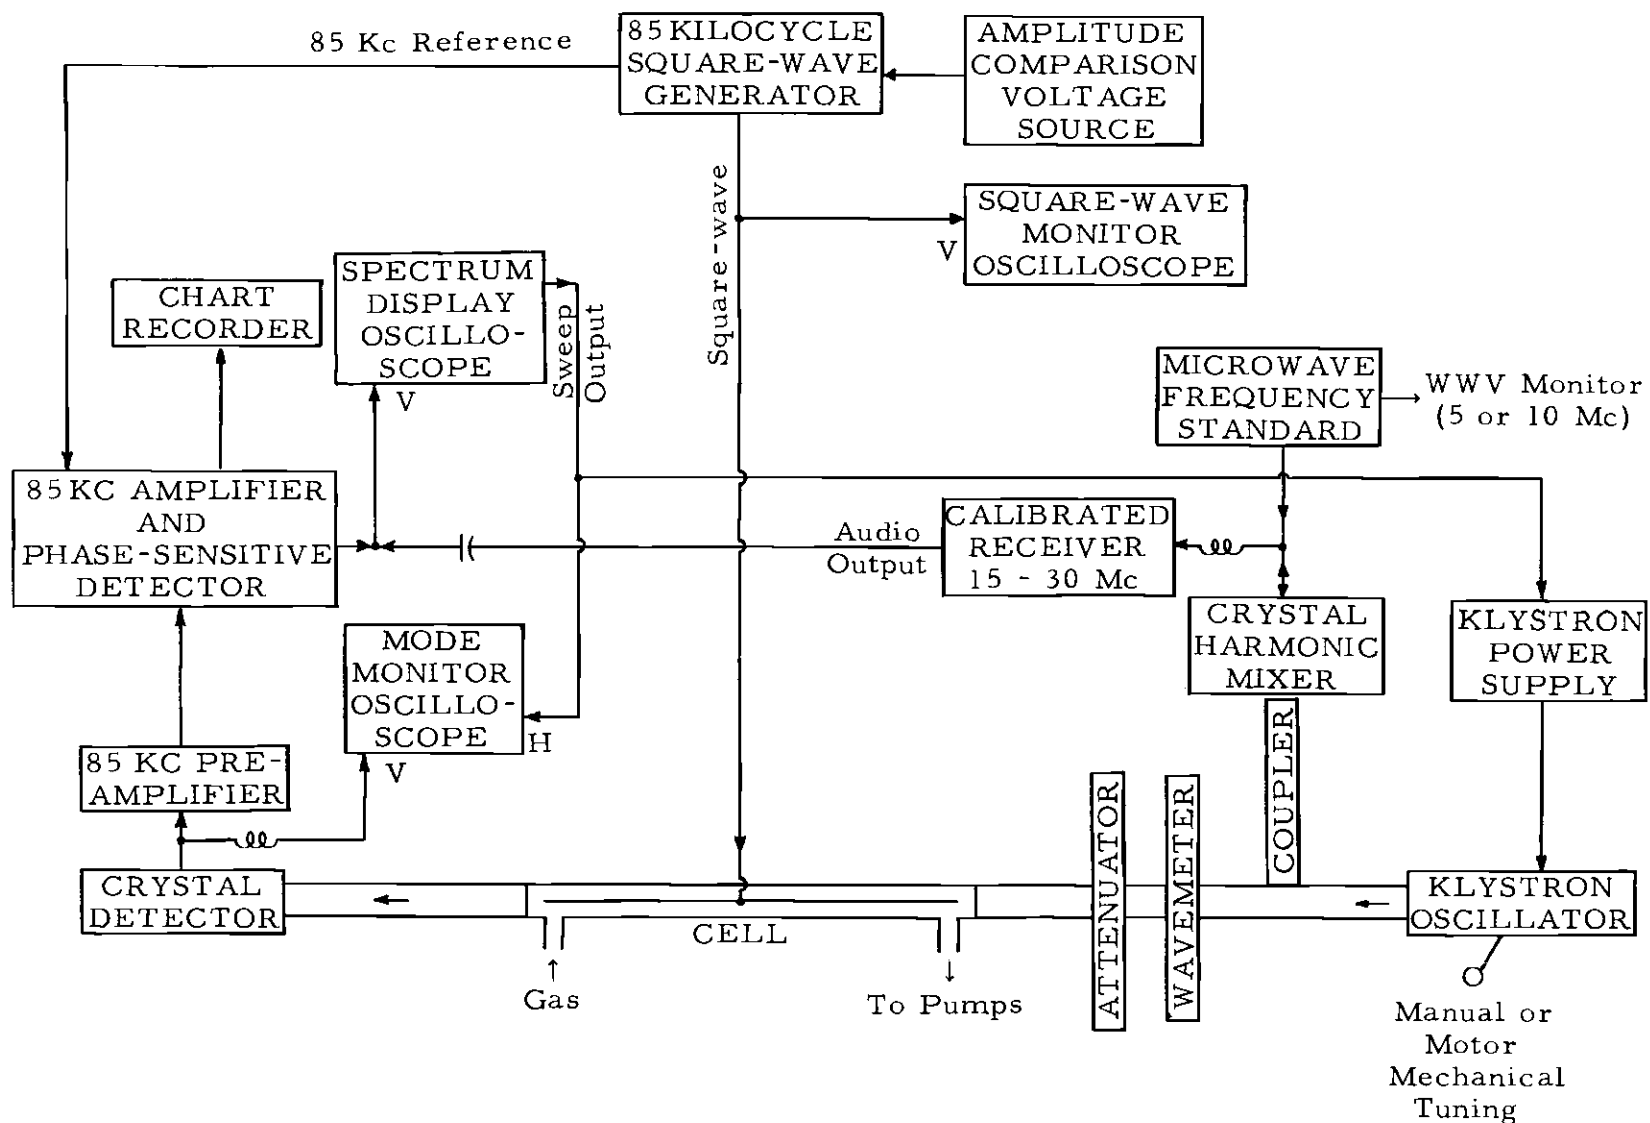 85 Kc Reference
85 KILOCYCLE
SQUARE-WAVE
GENERATOR
AMPLITUDE
COMPARISON
VOLTAGE
SOURCE
Square-wave
SQUARE-WAVE
MONITOR
OSCILLOSCOPE
V
SPECTRUM
DISPLAY
OSCILLO-
SCOPE
V
Sweep
Output
CHART
RECORDER
MICROWAVE
FREQUENCY
STANDARD
WWV Monitor
(5 or 10 Mc)
85 KC AMPLIFIER
AND
PHASE-SENSITIVE
DETECTOR
Audio
Output
CALIBRATED
RECEIVER
15 - 30 Mc
CRYSTAL
HARMONIC
MIXER
KLYSTRON
POWER
SUPPLY
MODE
MONITOR
OSCILLO-
SCOPE
H
V
85 KC PRE-
AMPLIFIER
COUPLER
ATTENUATOR
WAVEMETER
CRYSTAL
DETECTOR
CELL
KLYSTRON
OSCILLATOR
Gas
To Pumps
Manual or
Motor
Mechanical
Tuning